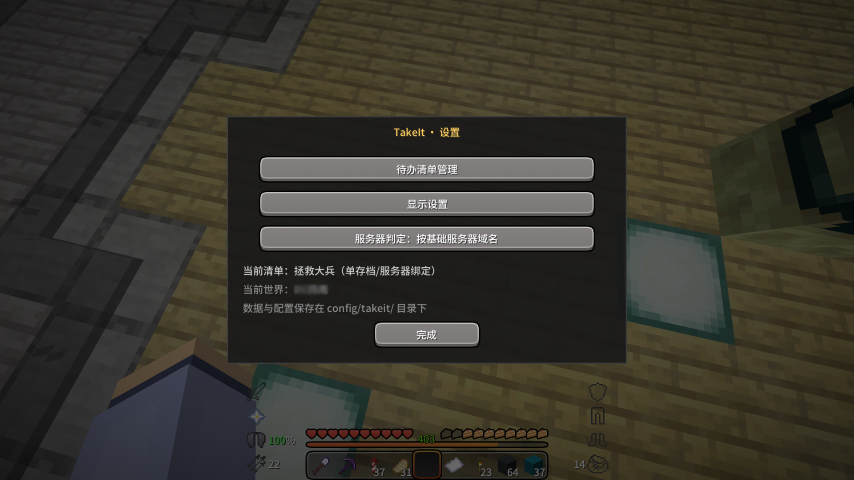 TakeIt · 设置
待办清单管理
显示设置
服务器判定：按基础服务器域名
当前清单：拯救大兵（单存档/服务器绑定）
当前世界：
数据与配置保存在 config/takeit/ 目录下
完成
100%
403
22
37
31
23
64
37
14